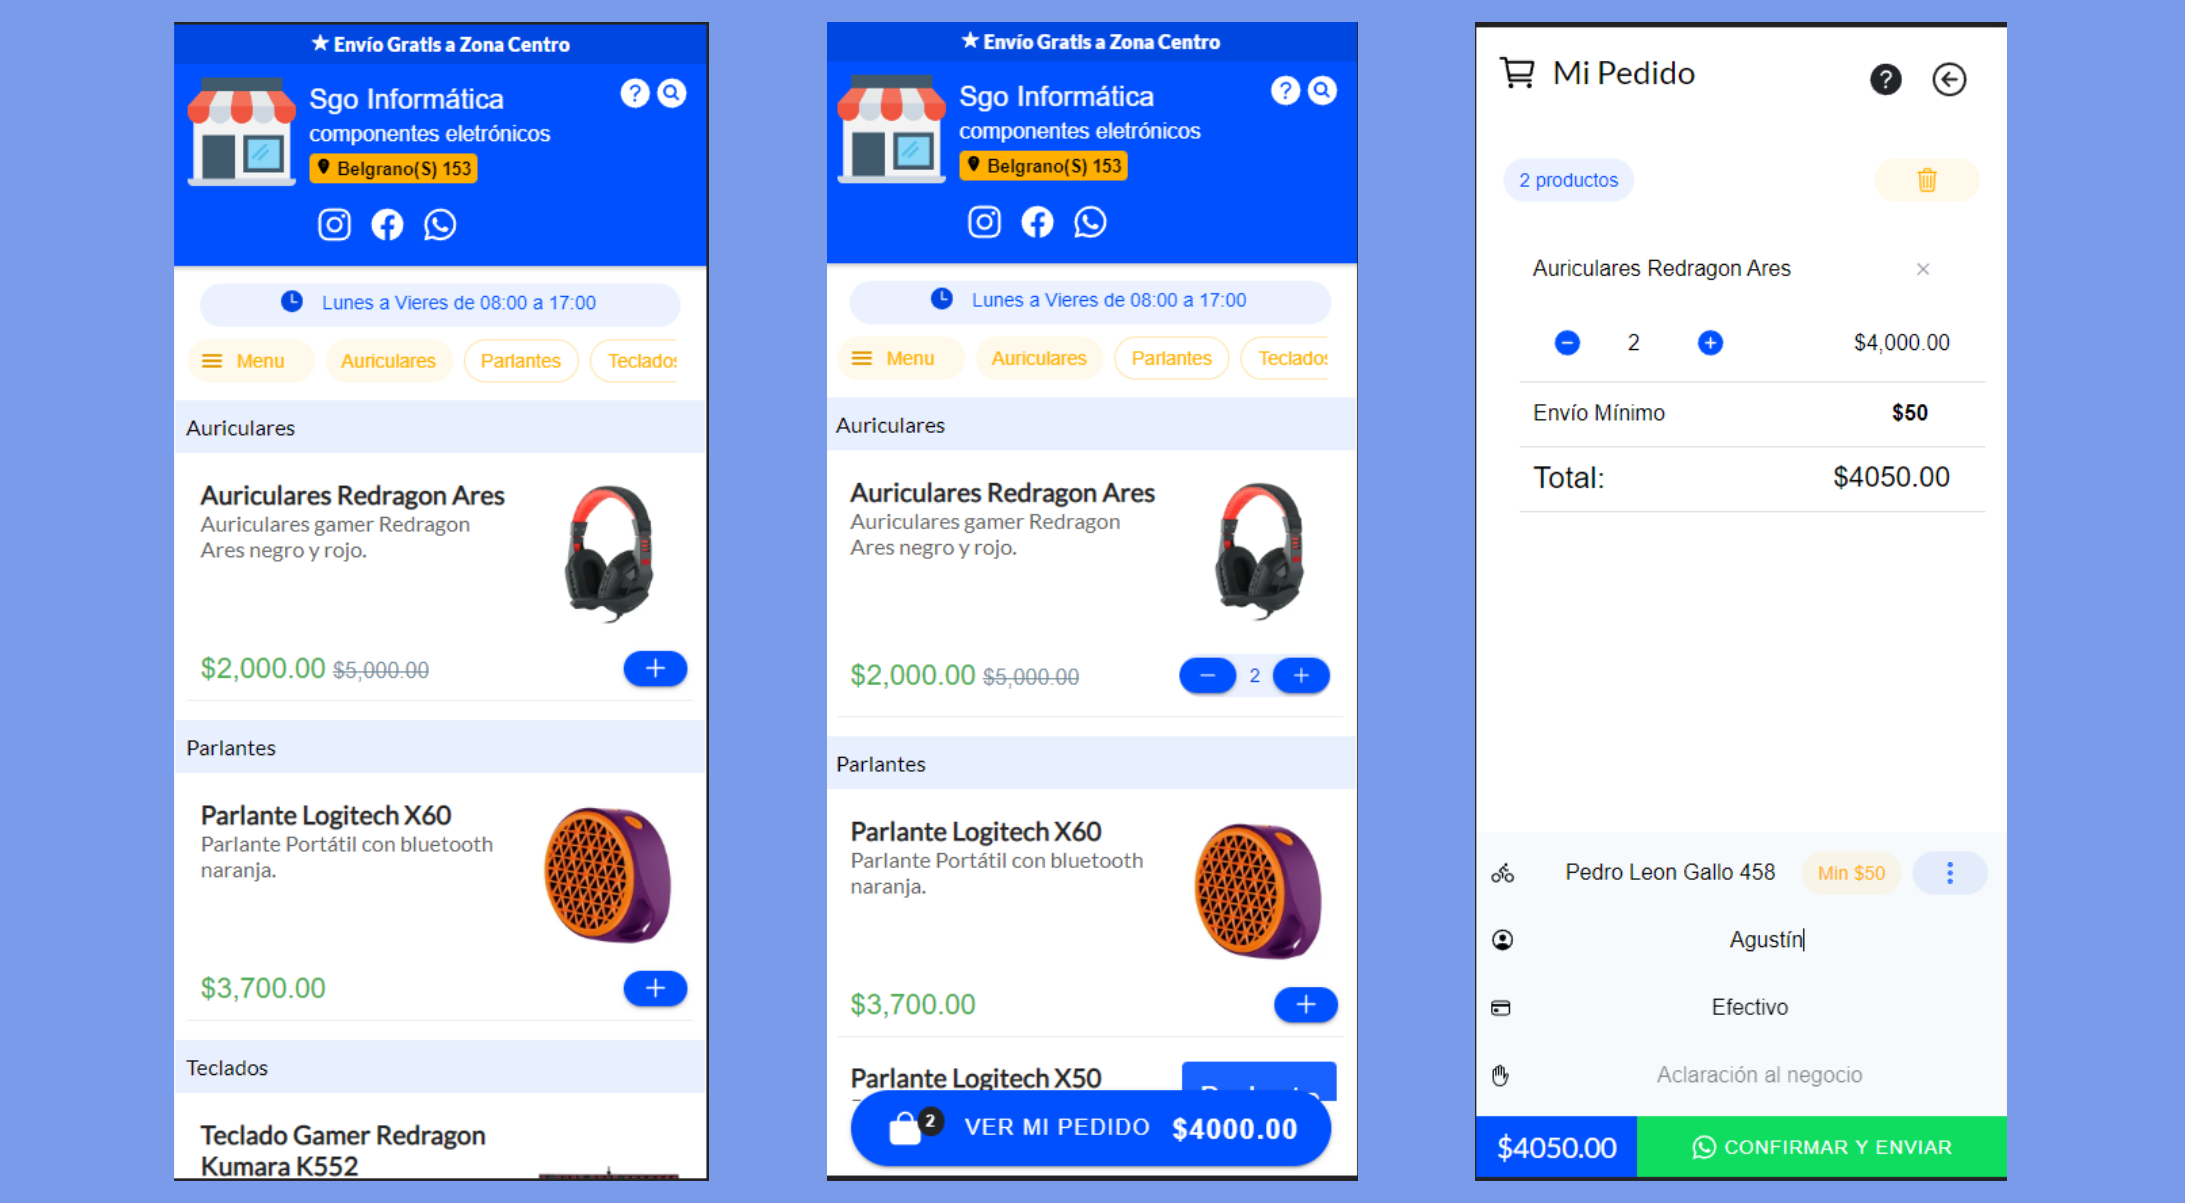 ★ Envío Gratis a Zona Centro
Sgo Informática
componentes eletrónicos
Belgrano(S) 153
Lunes a Vieres de 08:00 a 17:00
Menu Auriculares Parlantes Teclados
Auriculares
Auriculares Redragon Ares
Auriculares gamer Redragon
Ares negro y rojo.
$2,000.00 $5,000.00 +
Parlantes
Parlante Logitech X60
Parlante Portátil con bluetooth
naranja.
$3,700.00 +
Teclados
Teclado Gamer Redragon
Kumara K552
★ Envío Gratis a Zona Centro
Sgo Informática
componentes eletrónicos
Belgrano(S) 153
Lunes a Vieres de 08:00 a 17:00
Menu Auriculares Parlantes Teclados
Auriculares
Auriculares Redragon Ares
Auriculares gamer Redragon
Ares negro y rojo.
$2,000.00 $5,000.00 − 2 +
Parlantes
Parlante Logitech X60
Parlante Portátil con bluetooth
naranja.
$3,700.00 +
Parlante Logitech X50
2 VER MI PEDIDO $4000.00
Mi Pedido ?
2 productos
Auriculares Redragon Ares ×
− 2 + $4,000.00
Envío Mínimo $50
Total: $4050.00
Pedro Leon Gallo 458 Min $50
Agustín
Efectivo
Aclaración al negocio
$4050.00 CONFIRMAR Y ENVIAR